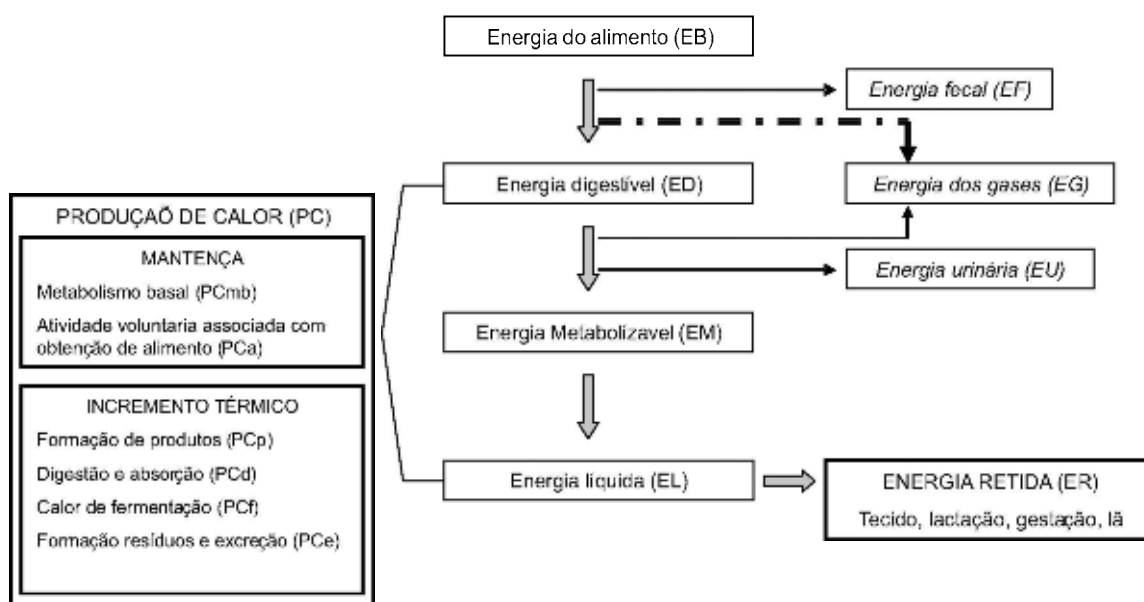 Energia do alimento (EB)
Energia fecal (EF)
Energia digestível (ED)
Energia dos gases (EG)
Energia urinária (EU)
Energia Metabolizavel (EM)
Energia líquida (EL)
ENERGIA RETIDA (ER)
Tecido, lactação, gestação, lã
PRODUÇAÕ DE CALOR (PC)
MANTENÇA
Metabolismo basal (PCmb)
Atividade voluntaria associada com
obtenção de alimento (PCa)
INCREMENTO TÉRMICO
Formação de produtos (PCp)
Digestão e absorção (PCd)
Calor de fermentação (PCf)
Formação resíduos e excreção (PCe)